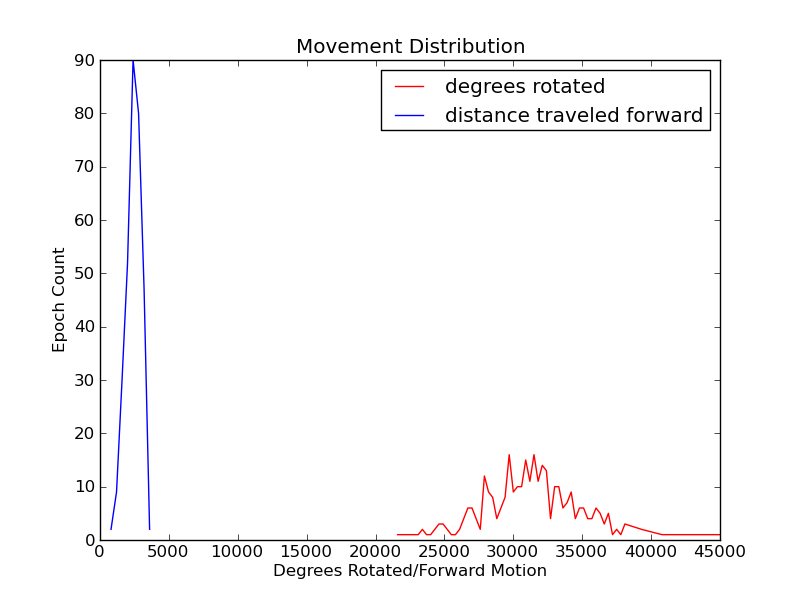 Movement Distribution
degrees rotated
distance traveled forward
90
80
70
60
50
40
30
20
10
0
Epoch Count
0 5000 10000 15000 20000 25000 30000 35000 40000 45000
Degrees Rotated/Forward Motion